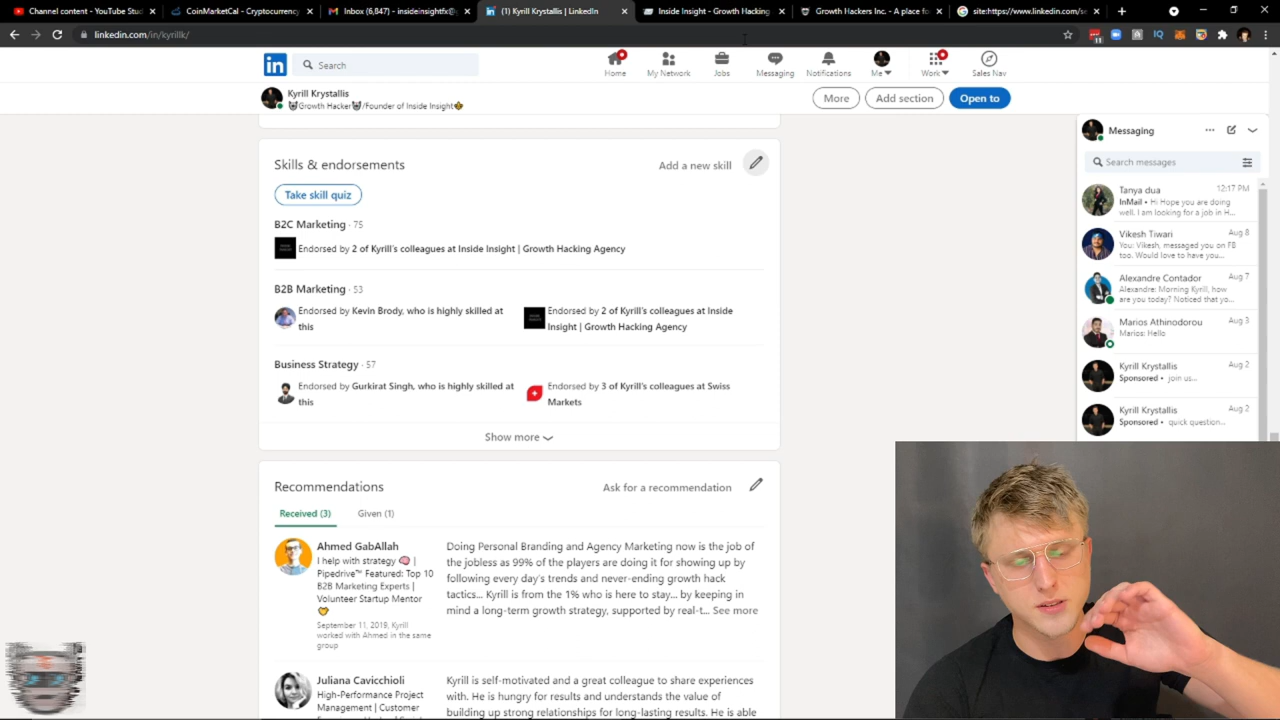 Channel content - YouTube Stud
CoinMarketCal - Cryptocurrency
Inbox (6,847) - insideinsightfx@
(1) Kyrill Krystallis | LinkedIn
Inside Insight - Growth Hacking
Growth Hackers Inc. - A place fo
site:https://www.linkedin.com/se
linkedin.com/in/kyrillk/
11
in
Search
Home
My Network
Jobs
Messaging
Notifications
Me
Work
Sales Nav
Kyrill Krystallis
Growth Hacker /Founder of Inside Insight
More
Add section
Open to
Skills & endorsements
Add a new skill
Take skill quiz
B2C Marketing · 75
Endorsed by 2 of Kyrill's colleagues at Inside Insight | Growth Hacking Agency
B2B Marketing · 53
Endorsed by Kevin Brody, who is highly skilled at
this
Endorsed by 2 of Kyrill's colleagues at Inside
Insight | Growth Hacking Agency
Business Strategy · 57
Endorsed by Gurkirat Singh, who is highly skilled at
this
Endorsed by 3 of Kyrill's colleagues at Swiss
Markets
Show more
Recommendations
Ask for a recommendation
Received (3)
Given (1)
Ahmed GabAllah
I help with strategy |
Pipedrive™ Featured: Top 10
B2B Marketing Experts |
Volunteer Startup Mentor
September 11, 2019, Kyrill
worked with Ahmed in the same
group
Doing Personal Branding and Agency Marketing now is the job of
the jobless as 99% of the players are doing it for showing up by
following every day's trends and never-ending growth hack
tactics... Kyrill is from the 1% who is here to stay... by keeping in
mind a long-term growth strategy, supported by real-t... See more
Juliana Cavicchioli
High-Performance Project
Management | Customer
Kyrill is self-motivated and a great colleague to share experiences
with. He is hungry for results and understands the value of
building up strong relationships for long-lasting results. He is able
Messaging
Search messages
Tanya dua
12:17 PM
InMail • Hi Hope you are doing
well. I am looking for a job in H...
Vikesh Tiwari
Aug 8
You: Vikesh, messaged you on FB
too. Would love to have you...
Alexandre Contador
Aug 7
Alexandre: Morning Kyrill, how
are you today? Noticed that yo...
Marios Athinodorou
Aug 3
Marios: Hello
Kyrill Krystallis
Aug 2
Sponsored • join us...
Kyrill Krystallis
Aug 2
Sponsored • quick question...